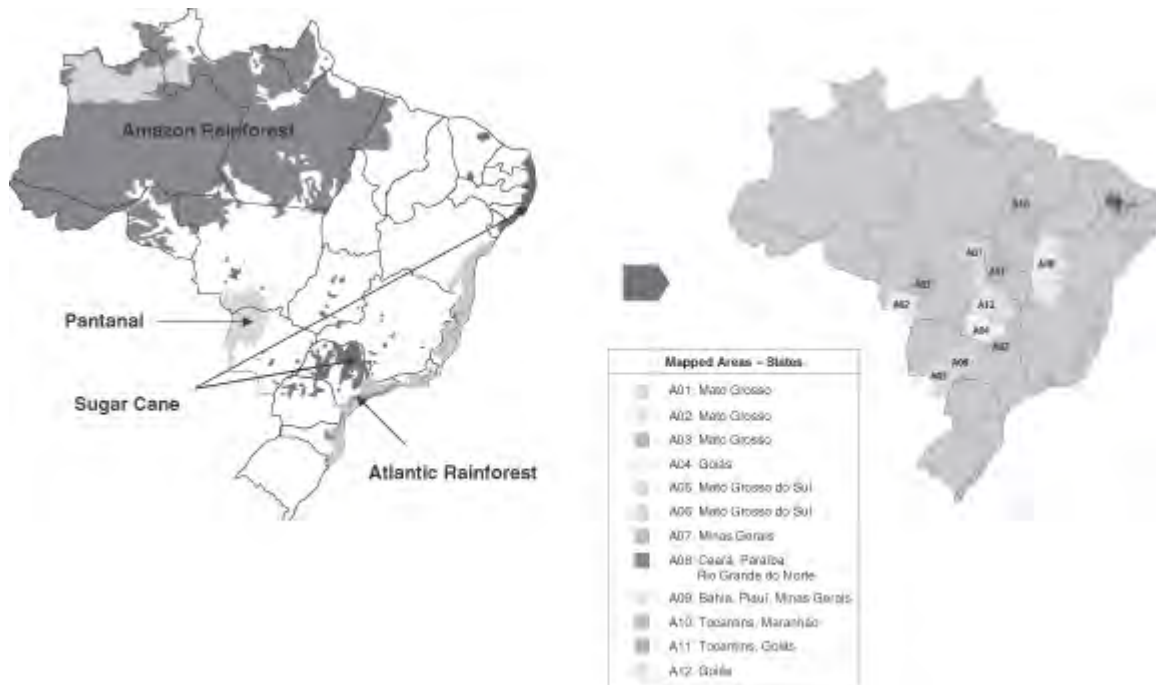 Amazon Rainforest
Pantanal
Sugar Cane
Atlantic Rainforest
A10
A01
A11
A09
A03
A02
A12
A04
A07
A06
A05
Mapped Areas – States
A01: Mato Grosso
A02: Mato Grosso
A03: Mato Grosso
A04: Goiás
A05: Mato Grosso do Sul
A06: Mato Grosso do Sul
A07: Minas Gerais
A08: Ceará, Paraíba,
Rio Grande do Norte
A09: Bahia, Piauí, Minas Gerais
A10: Tocantins, Maranhão
A11: Tocantins, Goiás
A12: Goiás